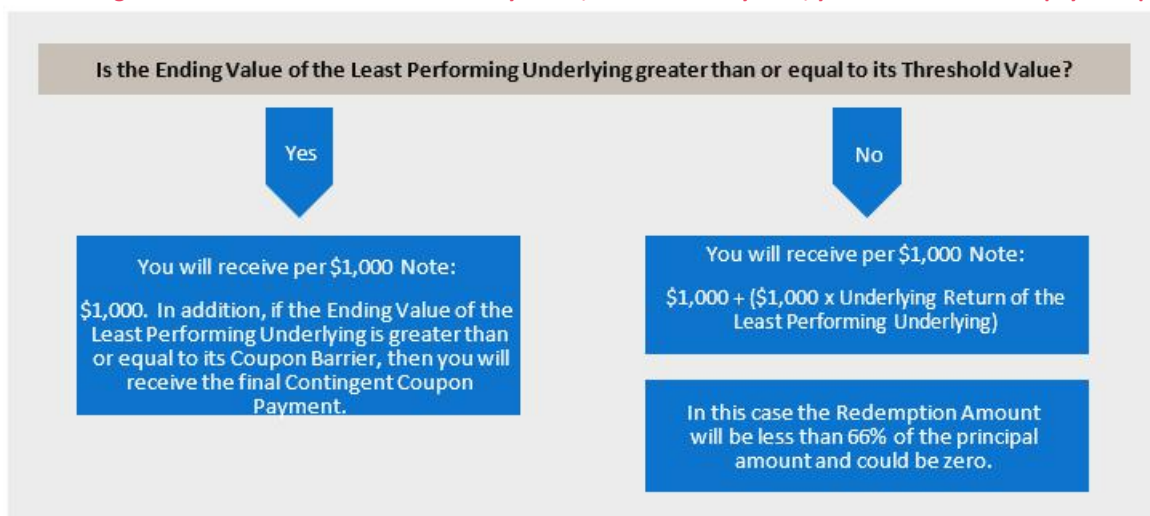 Is the Ending Value of the Least Performing Underlying greater than or equal to its Threshold Value?
Yes
No
You will receive per $1,000 Note:
$1,000. In addition, if the Ending Value of the
Least Performing Underlying is greater than
or equal to its Coupon Barrier, then you will
receive the final Contingent Coupon
Payment.
You will receive per $1,000 Note:
$1,000 + ($1,000 x Underlying Return of the
Least Performing Underlying)
In this case the Redemption Amount
will be less than 66% of the principal
amount and could be zero.